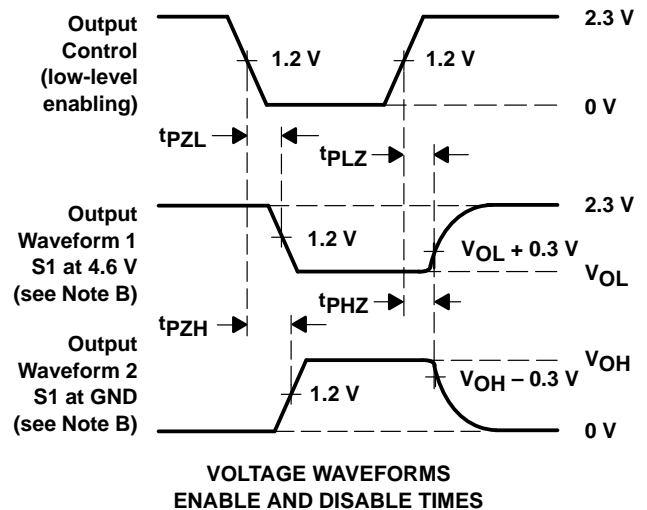 Output
Control
(low-level
enabling)
1.2 V
1.2 V
2.3 V
0 V
tPZL
tPLZ
Output
Waveform 1
S1 at 4.6 V
(see Note B)
1.2 V
2.3 V
VOL + 0.3 V
VOL
tPZH
tPHZ
Output
Waveform 2
S1 at GND
(see Note B)
1.2 V
VOH
VOH – 0.3 V
0 V
VOLTAGE WAVEFORMS
ENABLE AND DISABLE TIMES